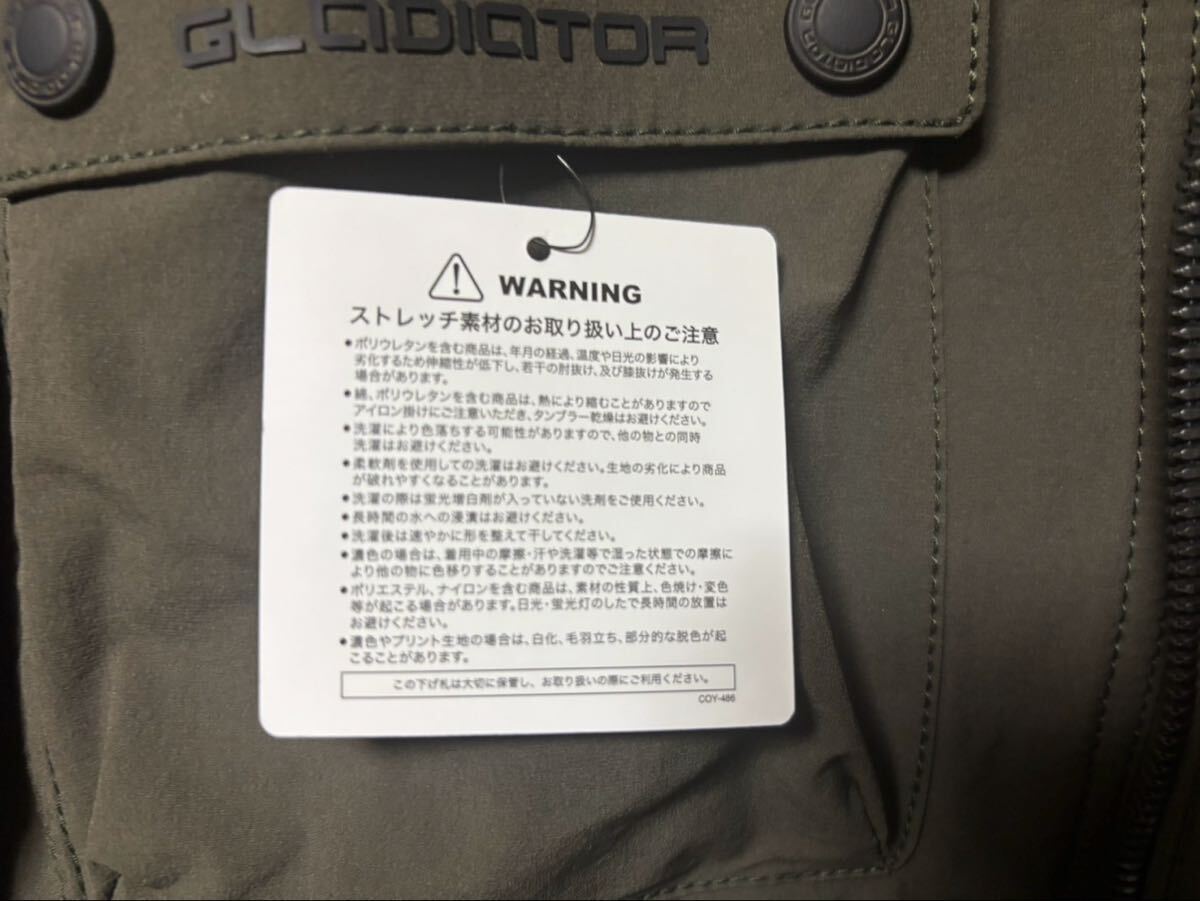 GLADIATOR
GLADIATOR
WARNING
ストレッチ素材のお取り扱い上のご注意
●ポリウレタンを含む商品は、年月の経過、温度や日光の影響により
劣化するため伸縮性が低下し、若干の肘抜け、及び膝抜けが発生する
場合があります。
●綿、ポリウレタンを含む商品は、熱により縮むことがありますので
アイロン掛けにご注意いただき、タンブラー乾燥はお避けください。
●洗濯により色落ちする可能性がありますので、他の物との同時
洗濯はお避けください。
●柔軟剤を使用しての洗濯はお避けください。生地の劣化により商品
が破れやすくなることがあります。
●洗濯の際は蛍光増白剤が入っていない洗剤をご使用ください。
●長時間の水への浸漬はお避けください。
●洗濯後は速やかに形を整えて干してください。
●濃色の場合は、着用中の摩擦・汗や洗濯等で湿った状態での摩擦に
より他の物に色移りすることがありますのでご注意ください。
●ポリエステル、ナイロンを含む商品は、素材の性質上、色焼け・変色
等が起こる場合があります。日光・蛍光灯のしたで長時間の放置は
お避けください。
●濃色やプリント生地の場合は、白化、毛羽立ち、部分的な脱色が起
こることがあります。
この下げ札は大切に保管し、お取り扱いの際にご利用ください。
COY-486